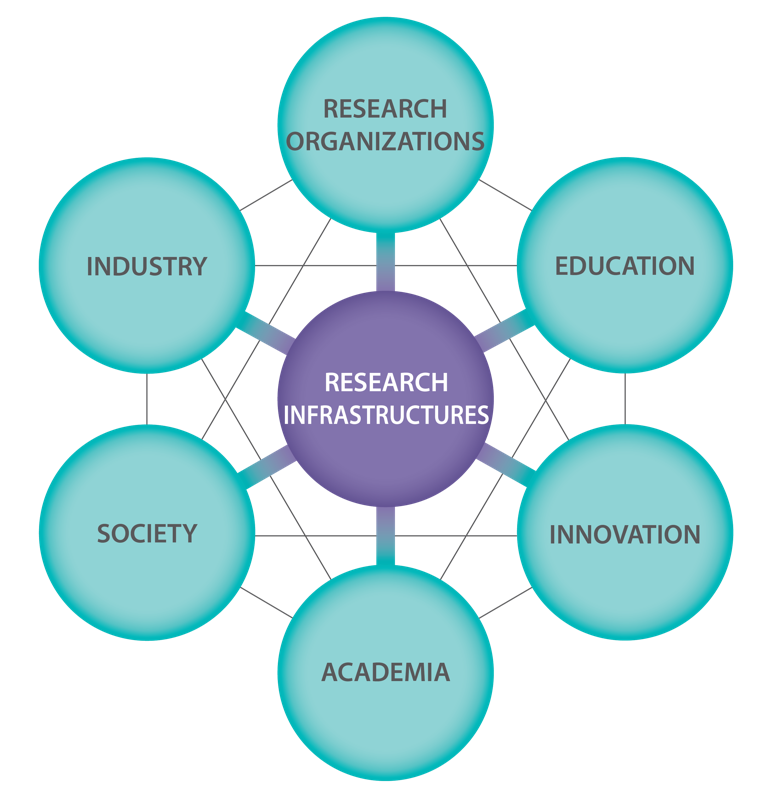 RESEARCH
ORGANIZATIONS
INDUSTRY
EDUCATION
RESEARCH
INFRASTRUCTURES
SOCIETY
INNOVATION
ACADEMIA